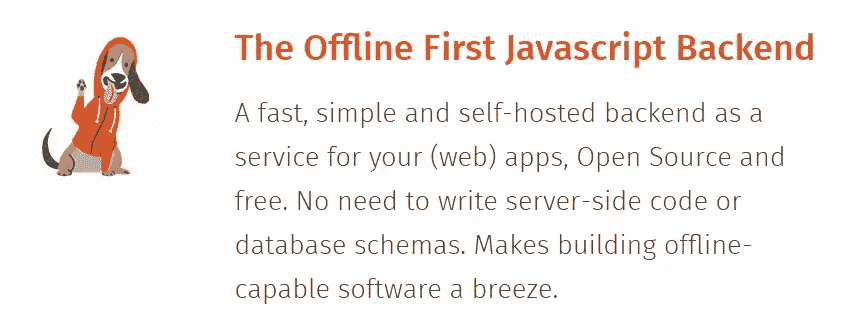 The Offline First Javascript Backend
A fast, simple and self-hosted backend as a
service for your (web) apps, Open Source and
free. No need to write server-side code or
database schemas. Makes building offline-
capable software a breeze.